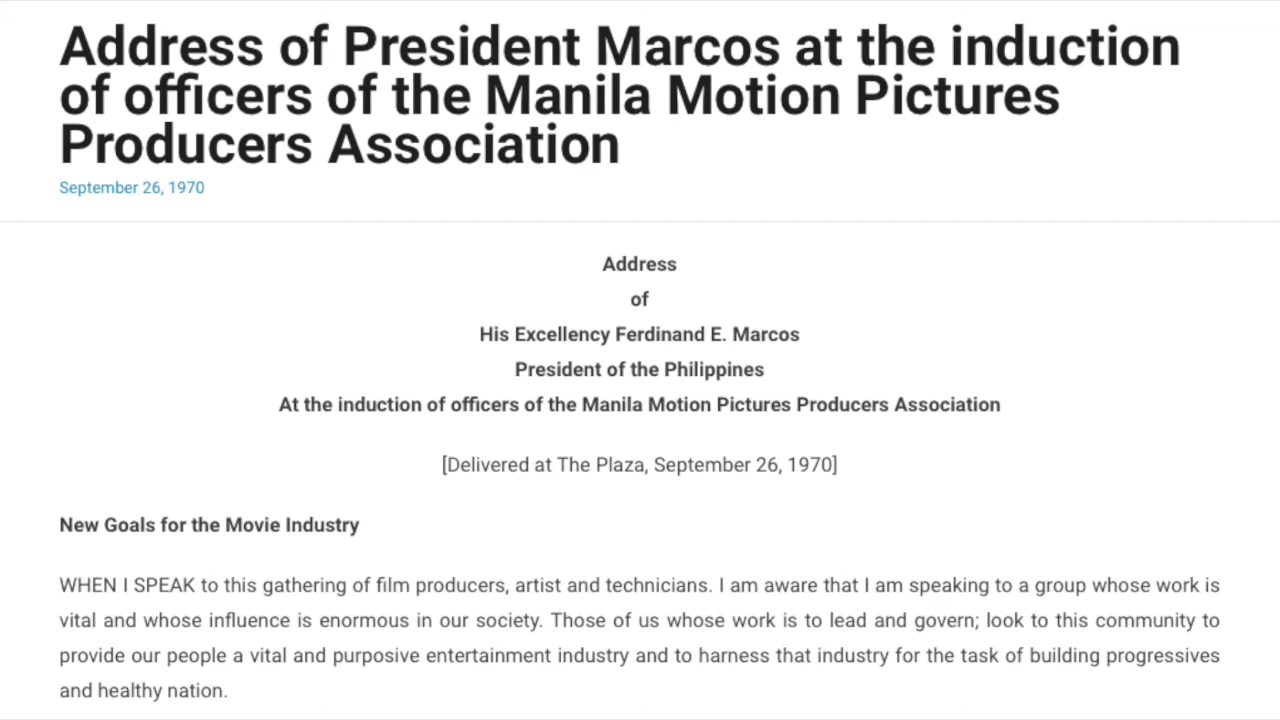 Address of President Marcos at the induction
of officers of the Manila Motion Pictures
Producers Association
September 26, 1970
Address
of
His Excellency Ferdinand E. Marcos
President of the Philippines
At the induction of officers of the Manila Motion Pictures Producers Association
[Delivered at The Plaza, September 26, 1970]
New Goals for the Movie Industry
WHEN I SPEAK to this gathering of film producers, artist and technicians. I am aware that I am speaking to a group whose work is
vital and whose influence is enormous in our society. Those of us whose work is to lead and govern; look to this community to
provide our people a vital and purposive entertainment industry and to harness that industry for the task of building progressives
and healthy nation.